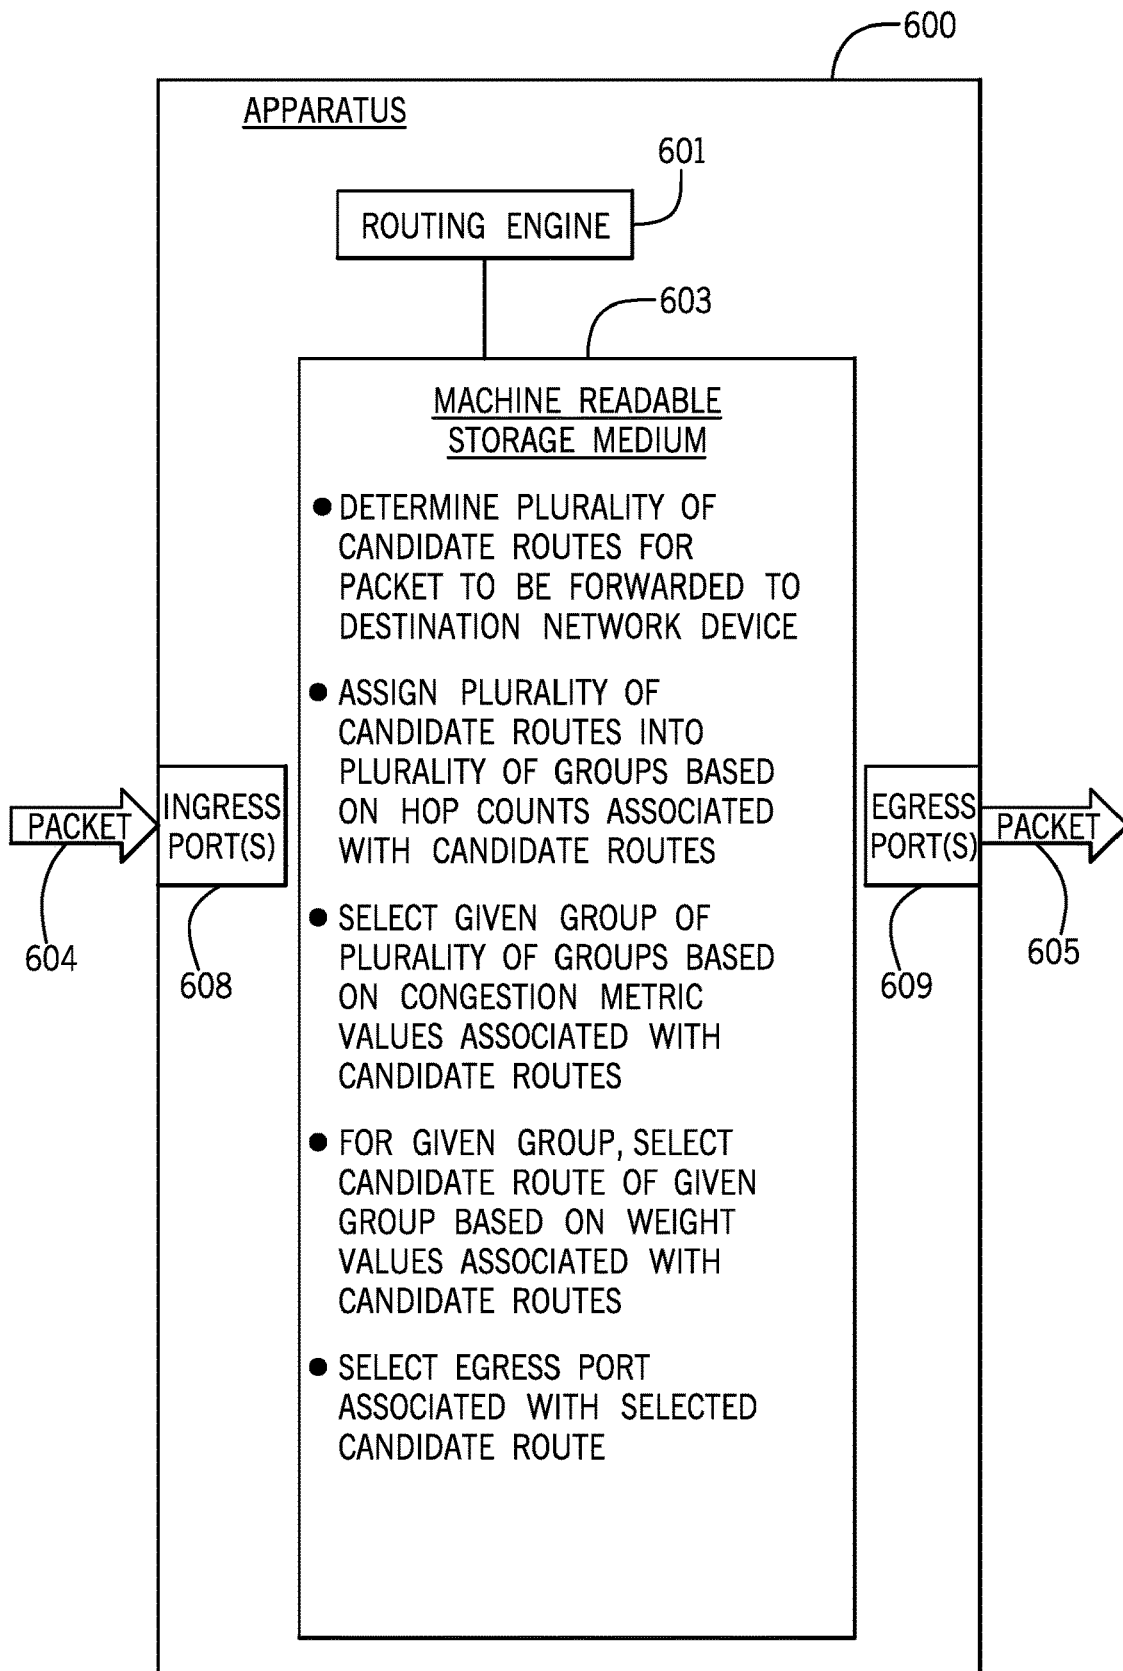 600
APPARATUS
601
ROUTING ENGINE
603
MACHINE READABLE
STORAGE MEDIUM
● DETERMINE PLURALITY OF
CANDIDATE ROUTES FOR
PACKET TO BE FORWARDED TO
DESTINATION NETWORK DEVICE
● ASSIGN PLURALITY OF
CANDIDATE ROUTES INTO
PLURALITY OF GROUPS BASED
ON HOP COUNTS ASSOCIATED
WITH CANDIDATE ROUTES
● SELECT GIVEN GROUP OF
PLURALITY OF GROUPS BASED
ON CONGESTION METRIC
VALUES ASSOCIATED WITH
CANDIDATE ROUTES
● FOR GIVEN GROUP, SELECT
CANDIDATE ROUTE OF GIVEN
GROUP BASED ON WEIGHT
VALUES ASSOCIATED WITH
CANDIDATE ROUTES
● SELECT EGRESS PORT
ASSOCIATED WITH SELECTED
CANDIDATE ROUTE
PACKET
604
INGRESS
PORT(S)
608
EGRESS
PORT(S)
609
PACKET
605